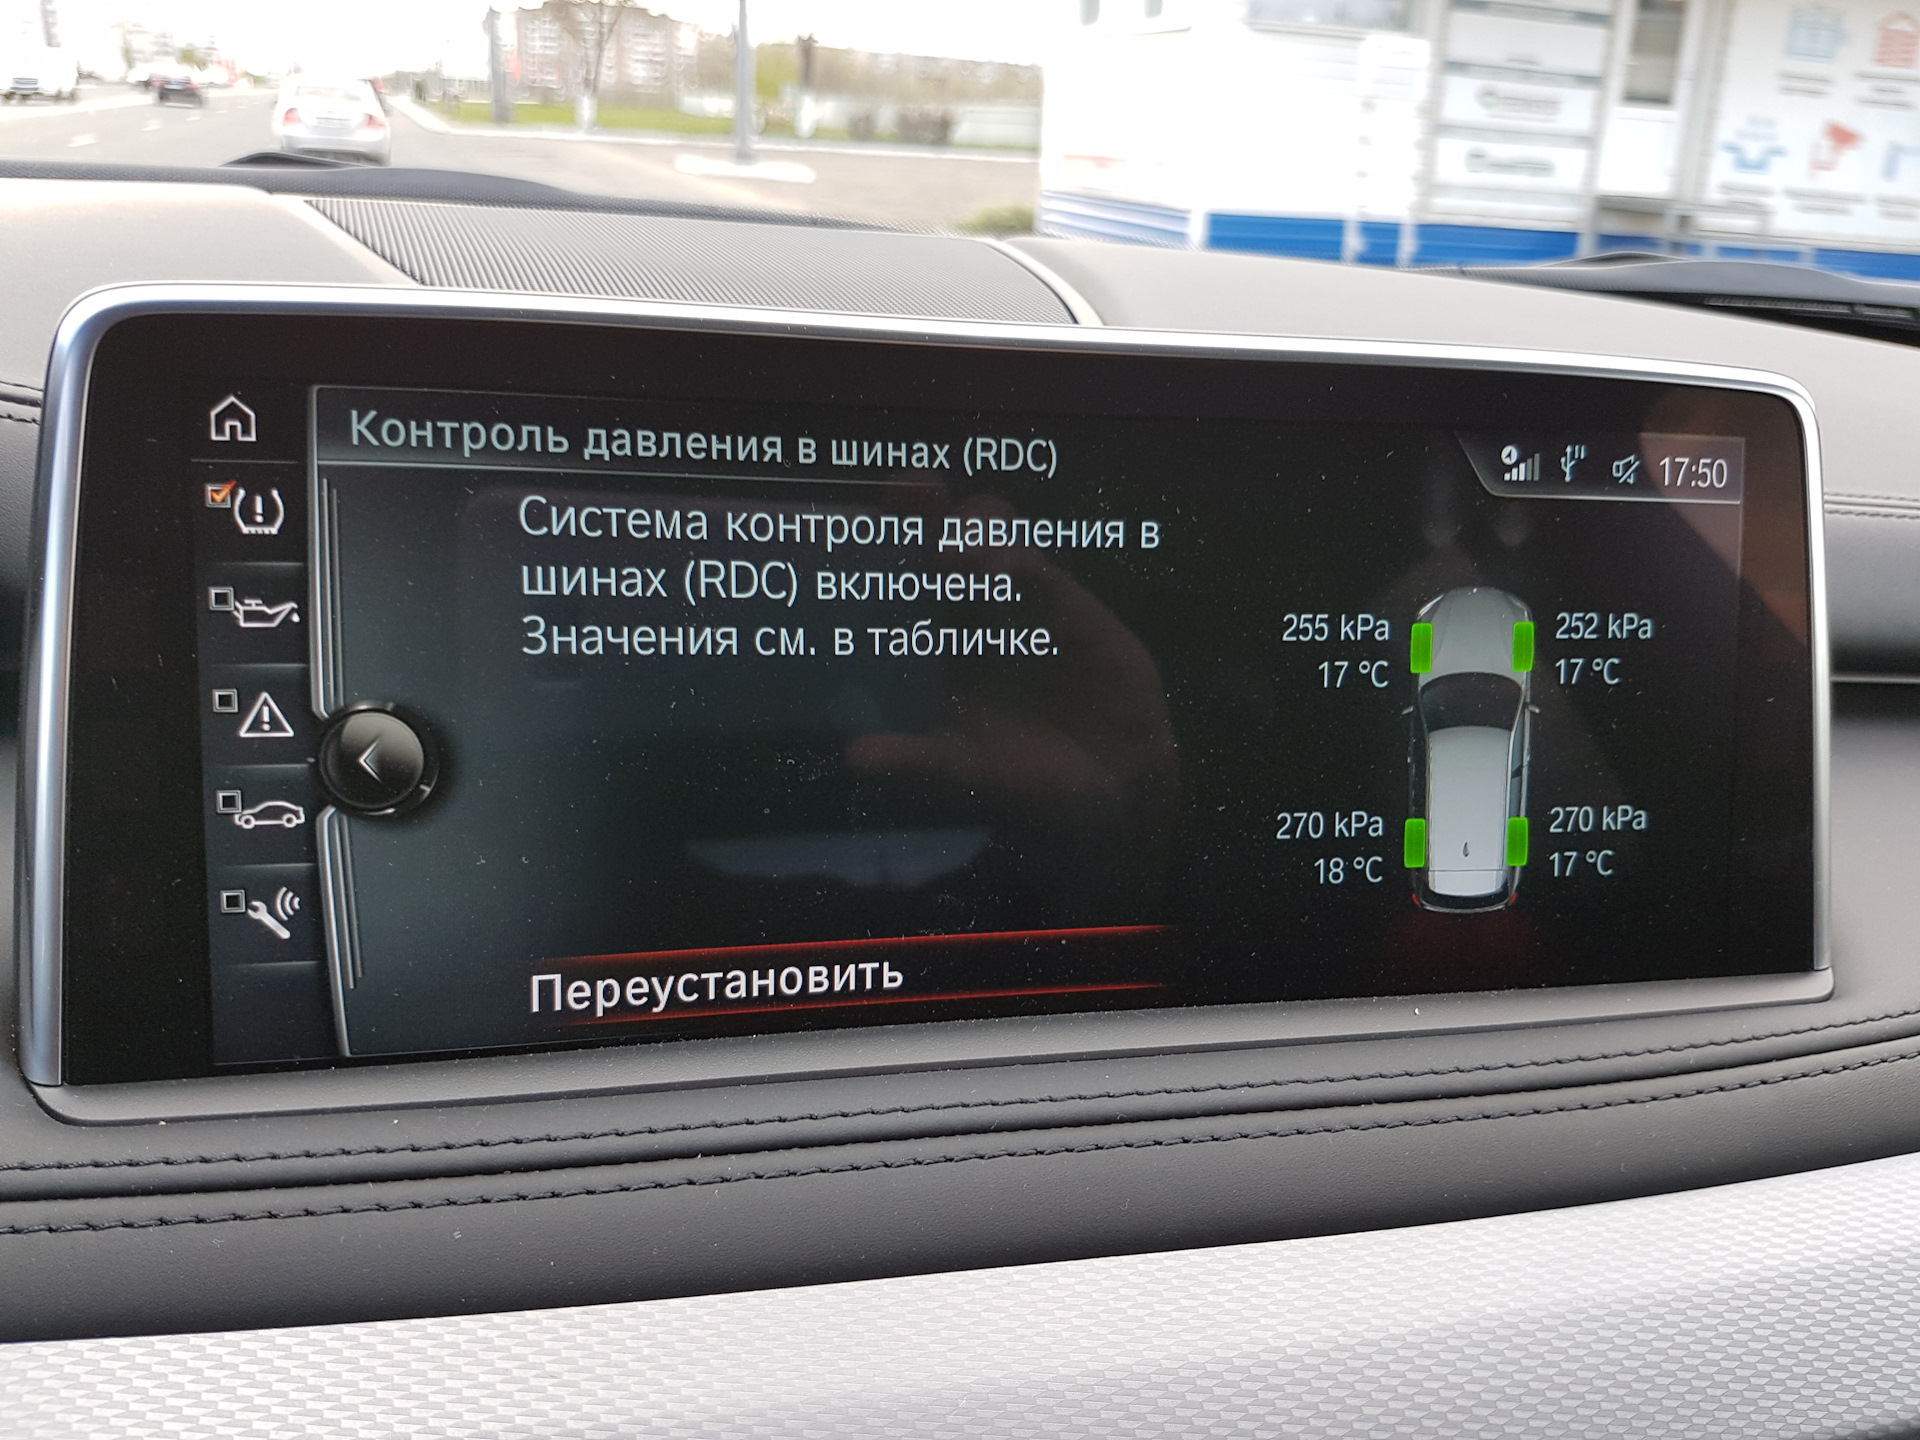 Контроль давления в шинах (RDC)
17:50
Система контроля давления в
шинах (RDC) включена.
Значения см. в табличке.
255 kPa
17 °C
252 kPa
17 °C
270 kPa
18 °C
270 kPa
17 °C
Переустановить